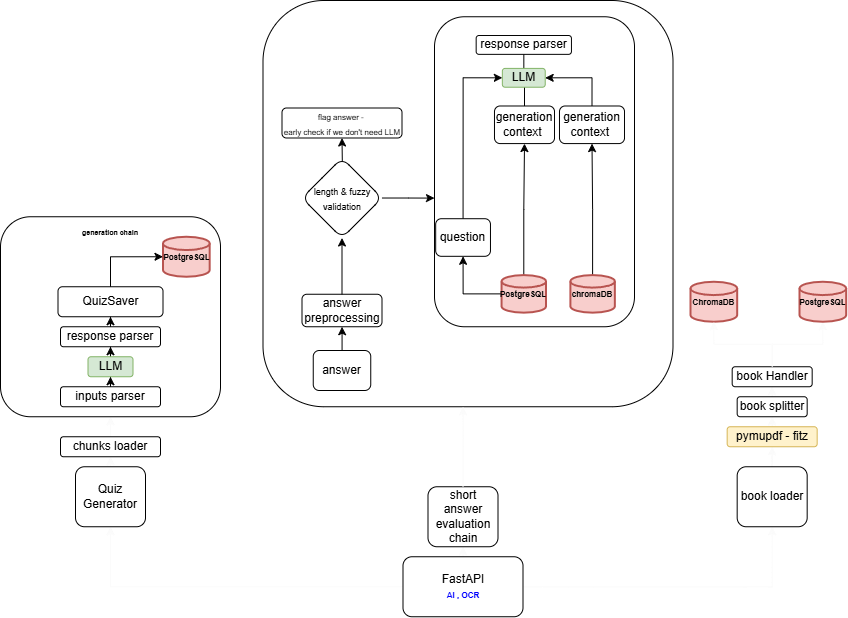 response parser
LLM
generation
context
generation
context
flag answer -
early check if we don't need LLM
length & fuzzy
validation
question
PostgreSQL
chromaDB
answer
preprocessing
answer
generation chain
PostgreSQL
QuizSaver
response parser
LLM
inputs parser
chunks loader
Quiz
Generator
ChromaDB
PostgreSQL
book Handler
book splitter
pymupdf - fitz
book loader
short
answer
evaluation
chain
FastAPI
AI , OCR